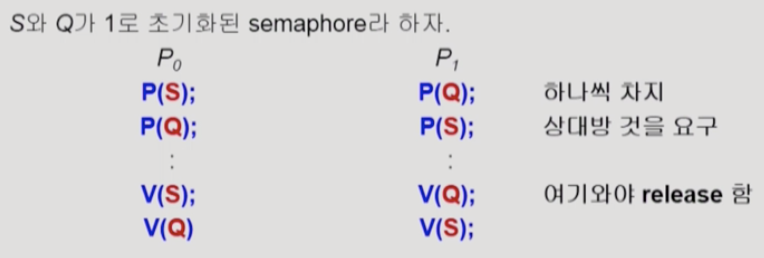 S와 Q가 1로 초기화된 semaphore라 하자.
P0 P1
P(S); P(Q); 하나씩 차지
P(Q); P(S); 상대방 것을 요구
: :
V(S); V(Q); 여기와야 release 함
V(Q) V(S);